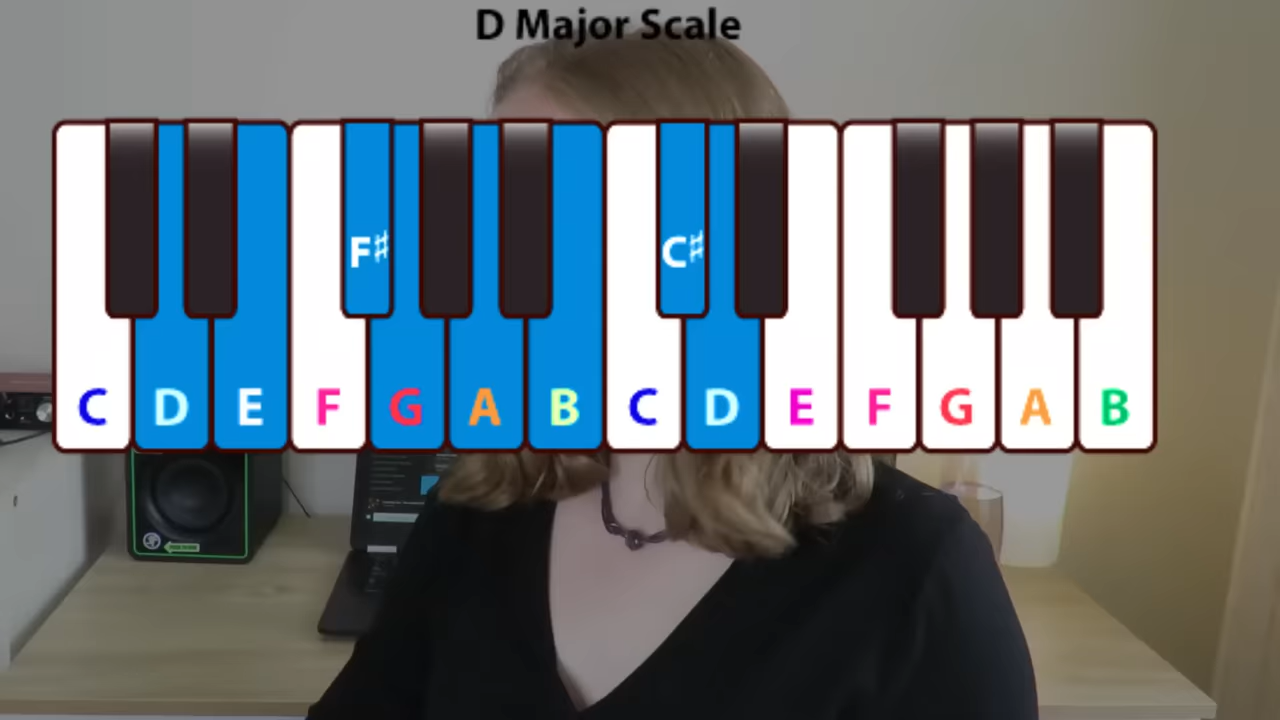 D Major Scale
F♯ C♯
C D E F G A B C D E F G A B